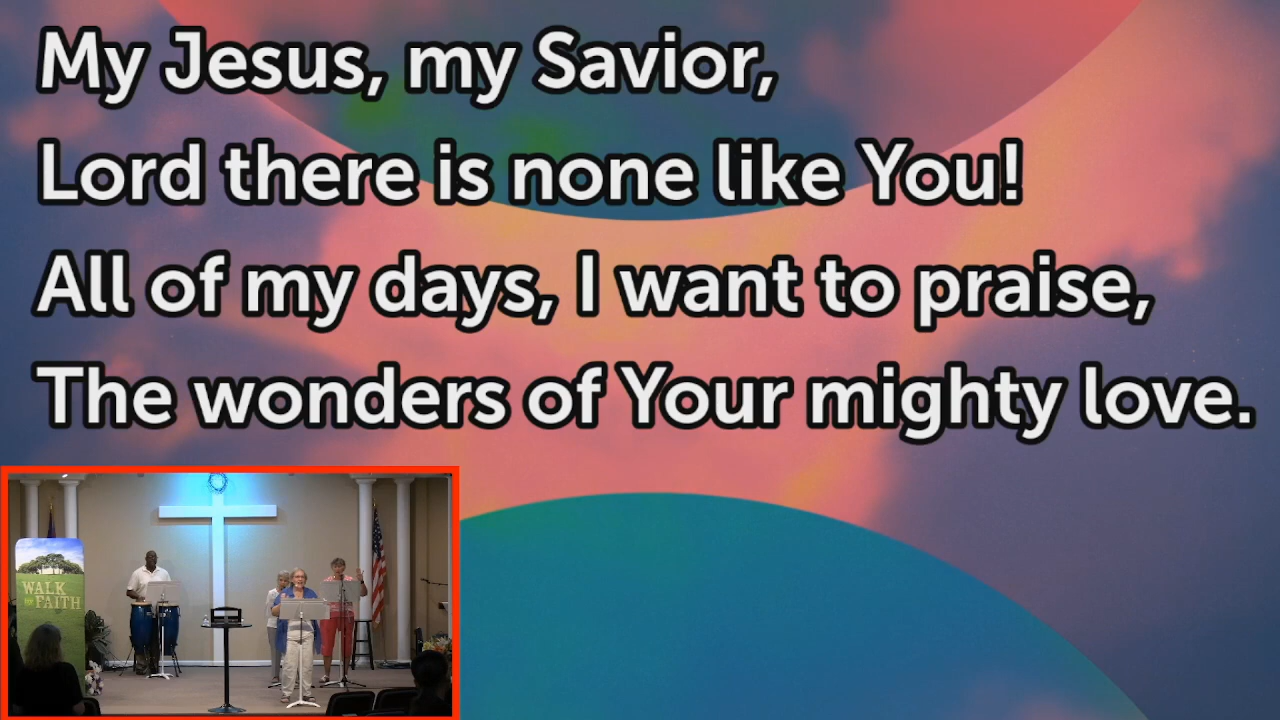 My Jesus, my Savior,
Lord there is none like You!
All of my days, I want to praise,
The wonders of Your mighty love.
WALK
BY FAITH